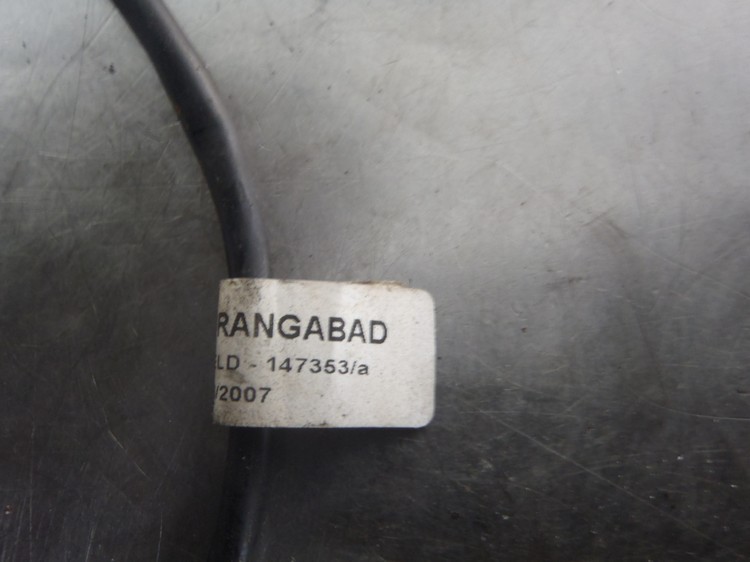 RANGABAD
LD - 147353/a
/2007